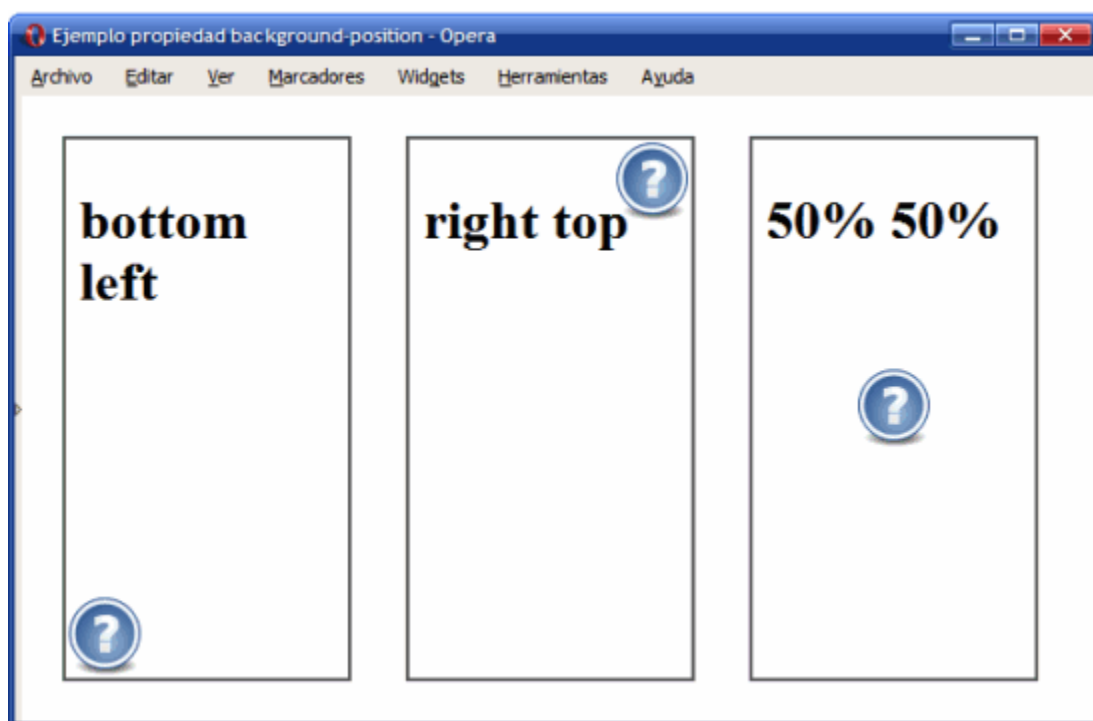 Ejemplo propiedad background-position - Opera
Archivo Editar Ver Marcadores Widgets Herramientas Ayuda
bottom
left
?
right top
?
50% 50%
?